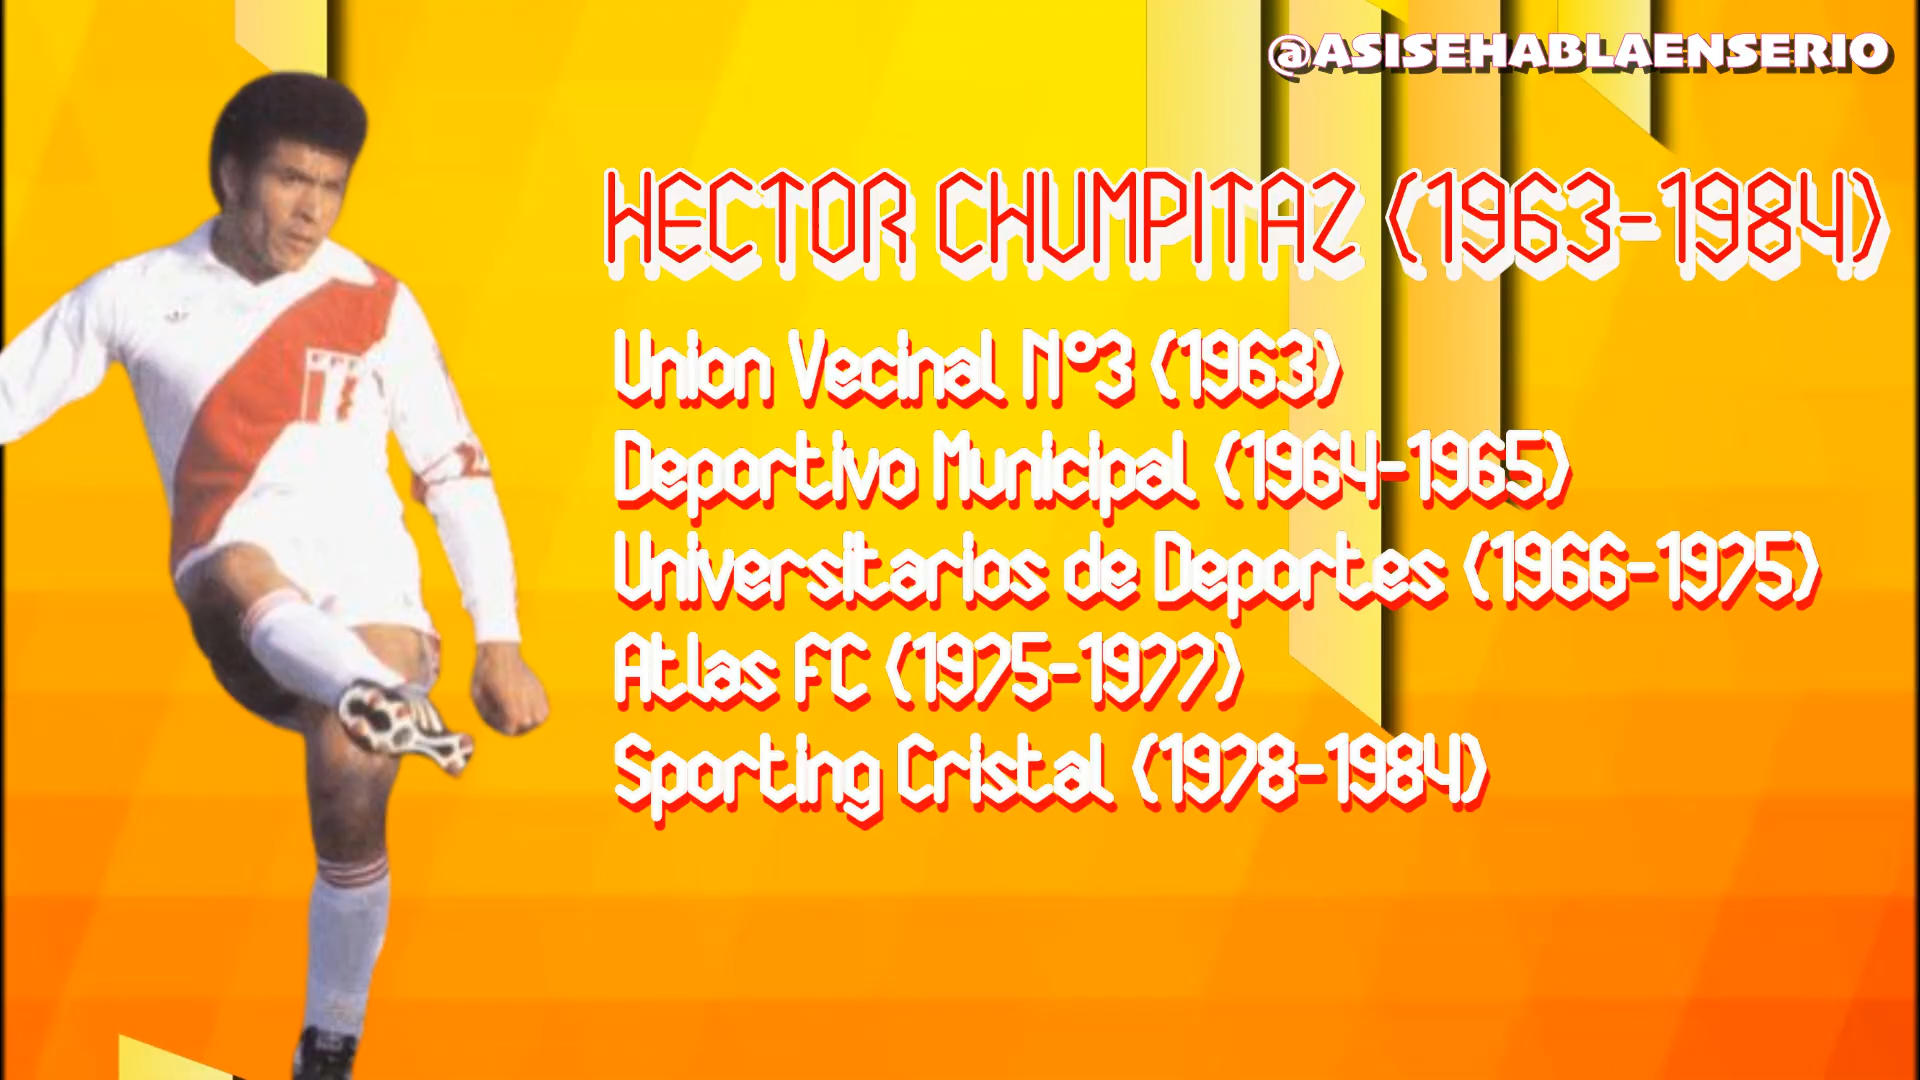 @ASISEHABLAENSERIO
HECTOR CHUMPITAZ (1963-1984)
Union Vecinal N°3 (1963)
Deportivo Municipal (1964-1965)
Universitarios de Deportes (1966-1975)
Atlas FC (1975-1977)
Sporting Cristal (1978-1984)